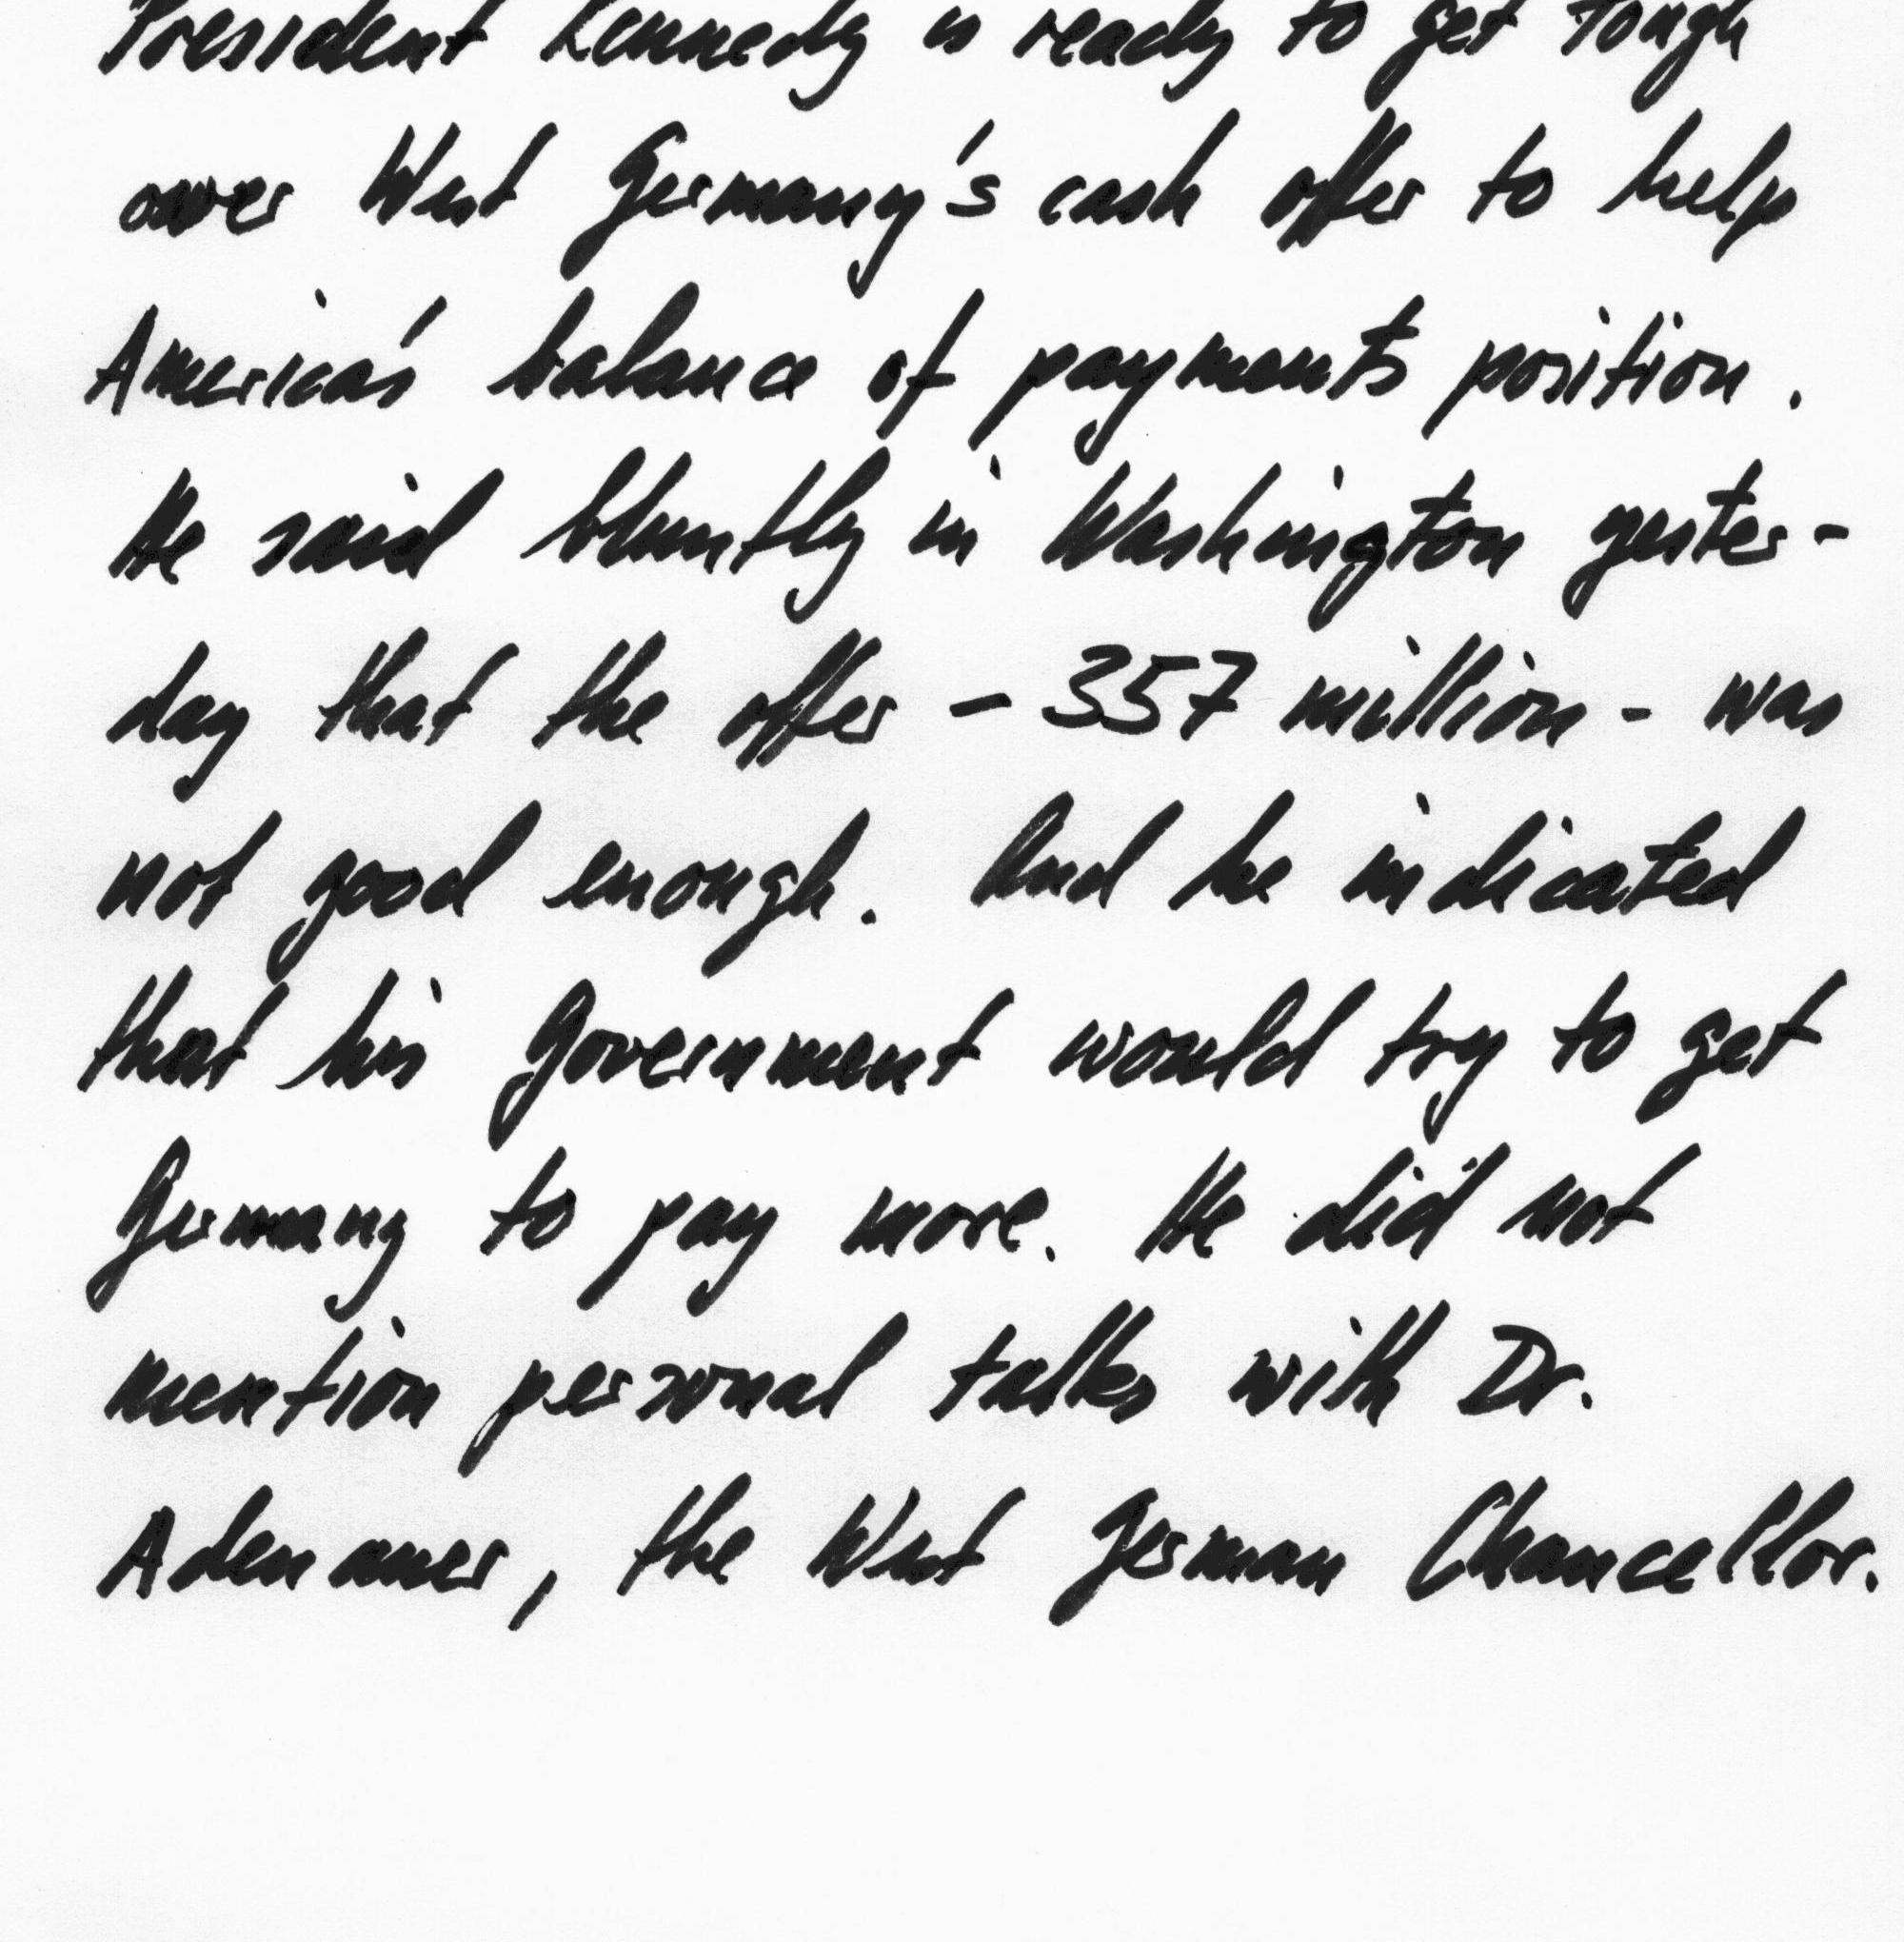 President Kennedy is ready to get tough
over West Germany's cash offer to help
America's balance of payments position.
He said bluntly in Washington yester-
day that the offer - 357 million - was
not good enough. And he indicated
that his Government would try to get
Germany to pay more. He did not
mention personal talks with Dr.
Adenauer, the West German Chancellor.